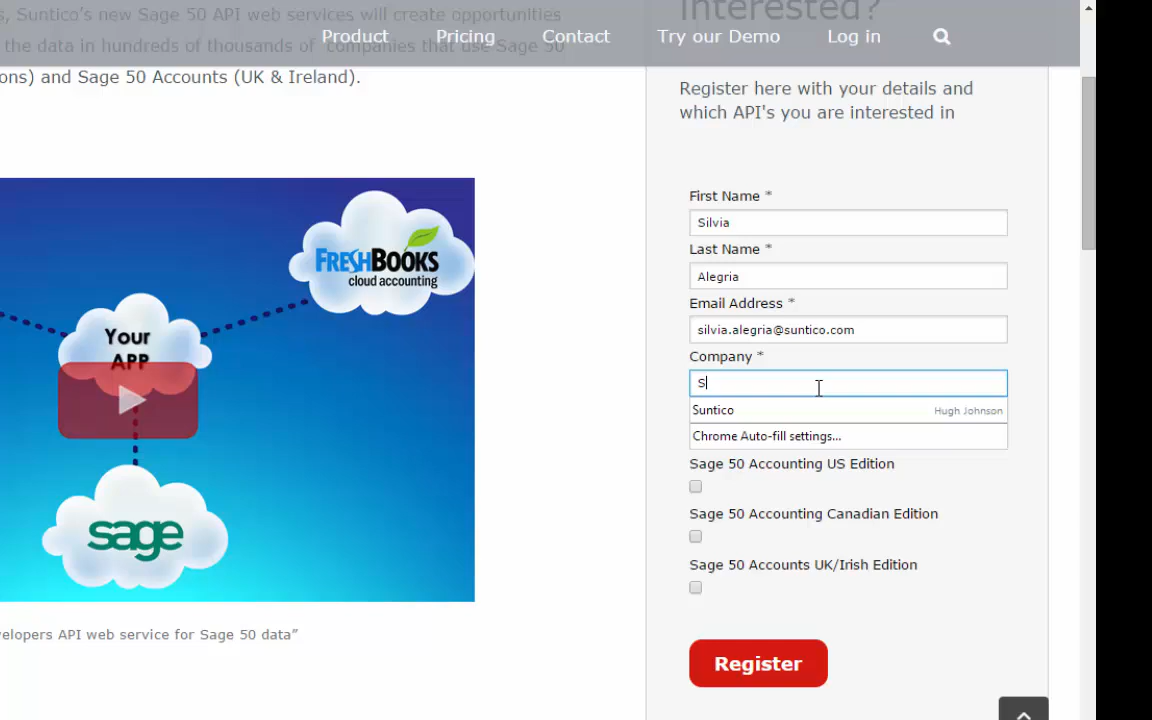 s, Suntico's new Sage 50 API web services will create opportunities
the data in hundreds of thousands of companies that use Sage 50
ons) and Sage 50 Accounts (UK & Ireland).
Interested?
Product Pricing Contact Try our Demo Log in
Register here with your details and
which API's you are interested in
First Name *
Silvia
Last Name *
Alegria
Email Address *
silvia.alegria@suntico.com
Company *
S
Suntico Hugh Johnson
Chrome Auto-fill settings...
Sage 50 Accounting US Edition
Sage 50 Accounting Canadian Edition
Sage 50 Accounts UK/Irish Edition
Register
FRESHBOOKS
cloud accounting
Your
APP
sage
velopers API web service for Sage 50 data"